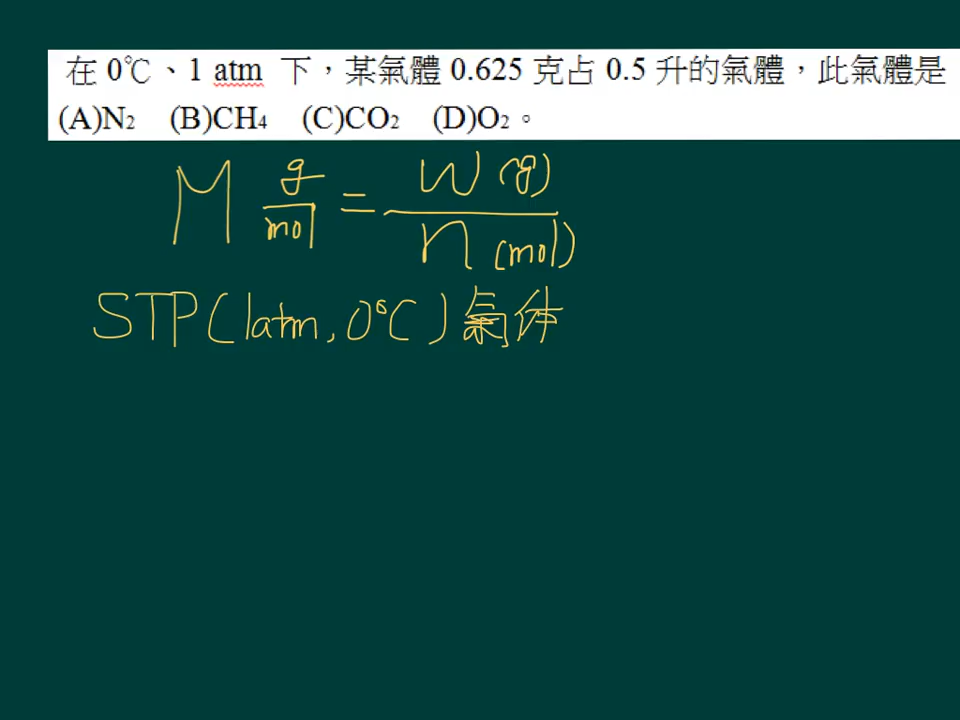 在 0℃、1 atm 下，某氣體 0.625 克占 0.5 升的氣體，此氣體是
(A)N2 (B)CH4 (C)CO2 (D)O2。
M g/mol = W (g) / n (mol)
STP(1atm, 0°C) 氣体